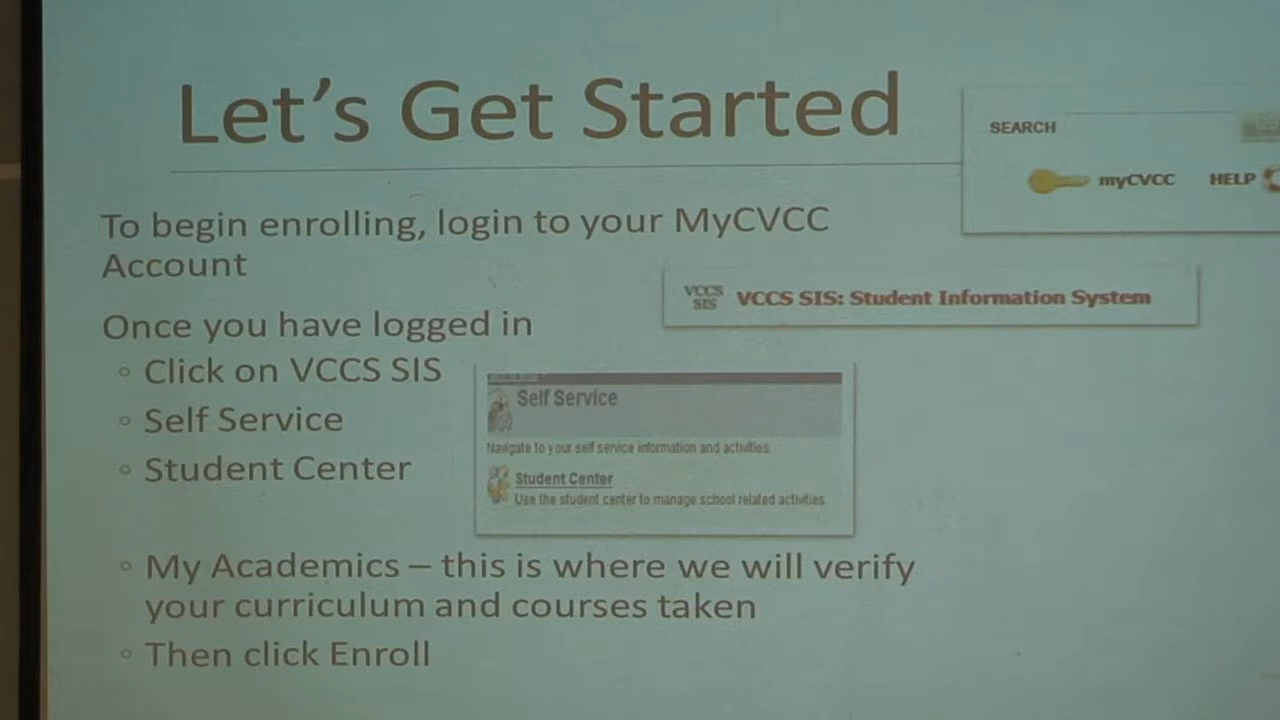 Let's Get Started
SEARCH
myCVCC HELP
To begin enrolling, login to your MyCVCC
Account
VCCS
SIS
VCCS SIS: Student Information System
Once you have logged in
◦ Click on VCCS SIS
◦ Self Service
◦ Student Center
Self Service
Navigate to your self service information and activities.
Student Center
Use the student center to manage school related activities.
◦ My Academics – this is where we will verify
your curriculum and courses taken
◦ Then click Enroll